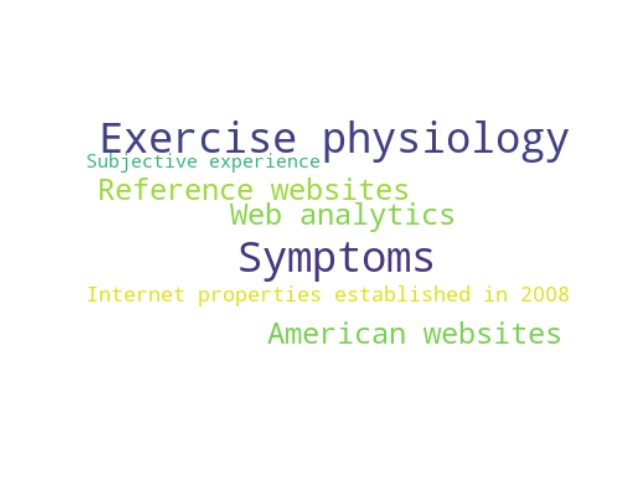 Exercise physiology
Subjective experience
Reference websites
Web analytics
Symptoms
Internet properties established in 2008
American websites